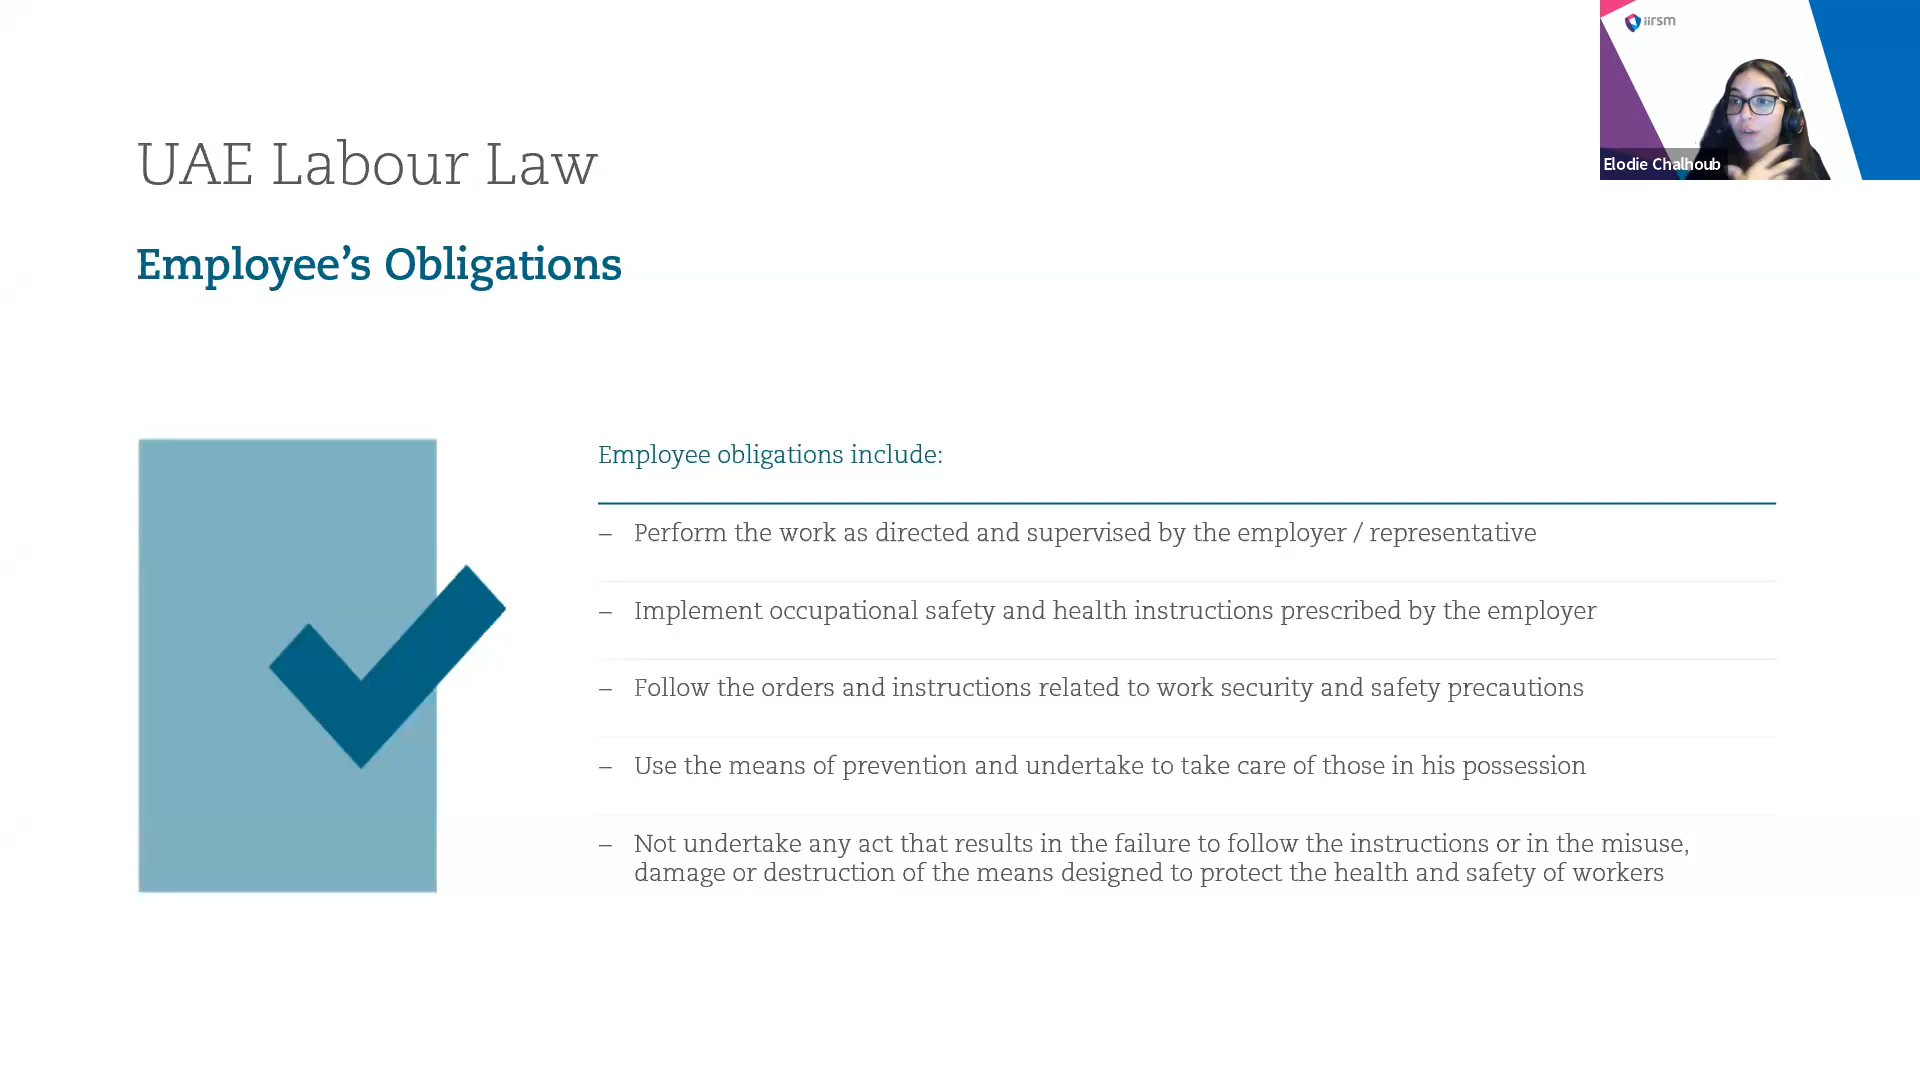 iirsm
Elodie Chalhoub
UAE Labour Law
Employee’s Obligations
Employee obligations include:
– Perform the work as directed and supervised by the employer / representative
– Implement occupational safety and health instructions prescribed by the employer
– Follow the orders and instructions related to work security and safety precautions
– Use the means of prevention and undertake to take care of those in his possession
– Not undertake any act that results in the failure to follow the instructions or in the misuse,
damage or destruction of the means designed to protect the health and safety of workers